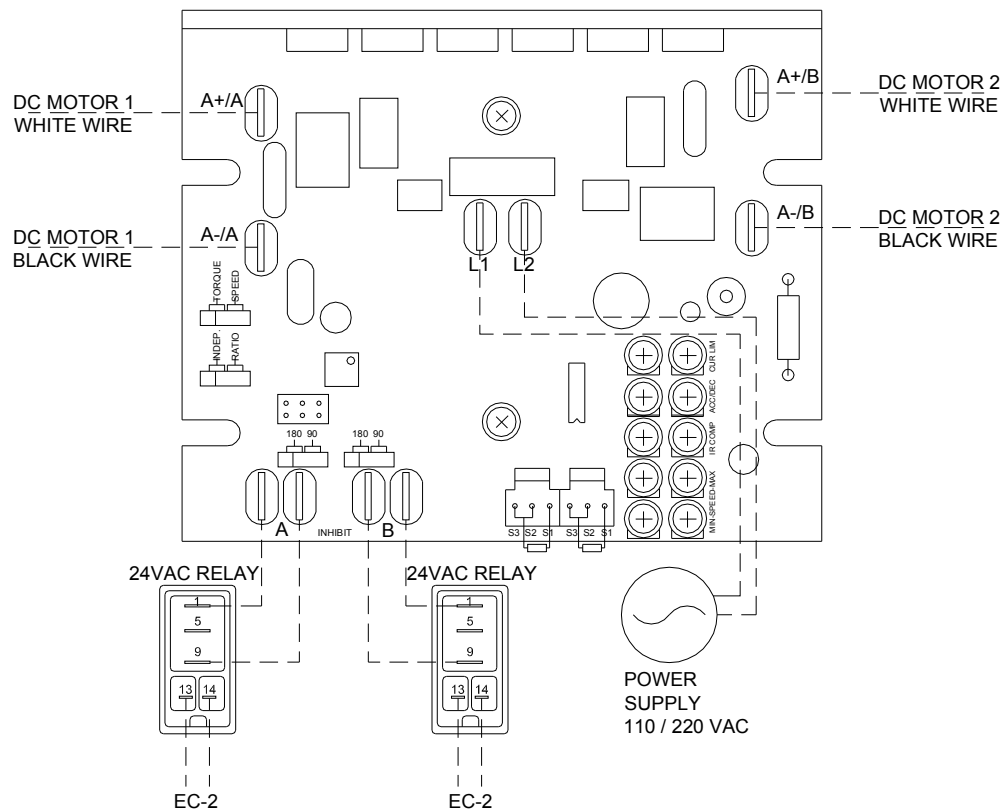 DC MOTOR 1
WHITE WIRE
A+/A
A+/B
DC MOTOR 2
WHITE WIRE
DC MOTOR 1
BLACK WIRE
A-/A
A-/B
DC MOTOR 2
BLACK WIRE
L1 L2
TORQUE
SPEED
INDEP.
RATIO
CUR LIM
ACC/DEC
IR COMP
MIN-SPEED-MAX
180 90
180 90
A INHIBIT B
S3 S2 S1 S3 S2 S1
24VAC RELAY
1
5
9
13 14
EC-2
24VAC RELAY
1
5
9
13 14
EC-2
POWER
SUPPLY
110 / 220 VAC